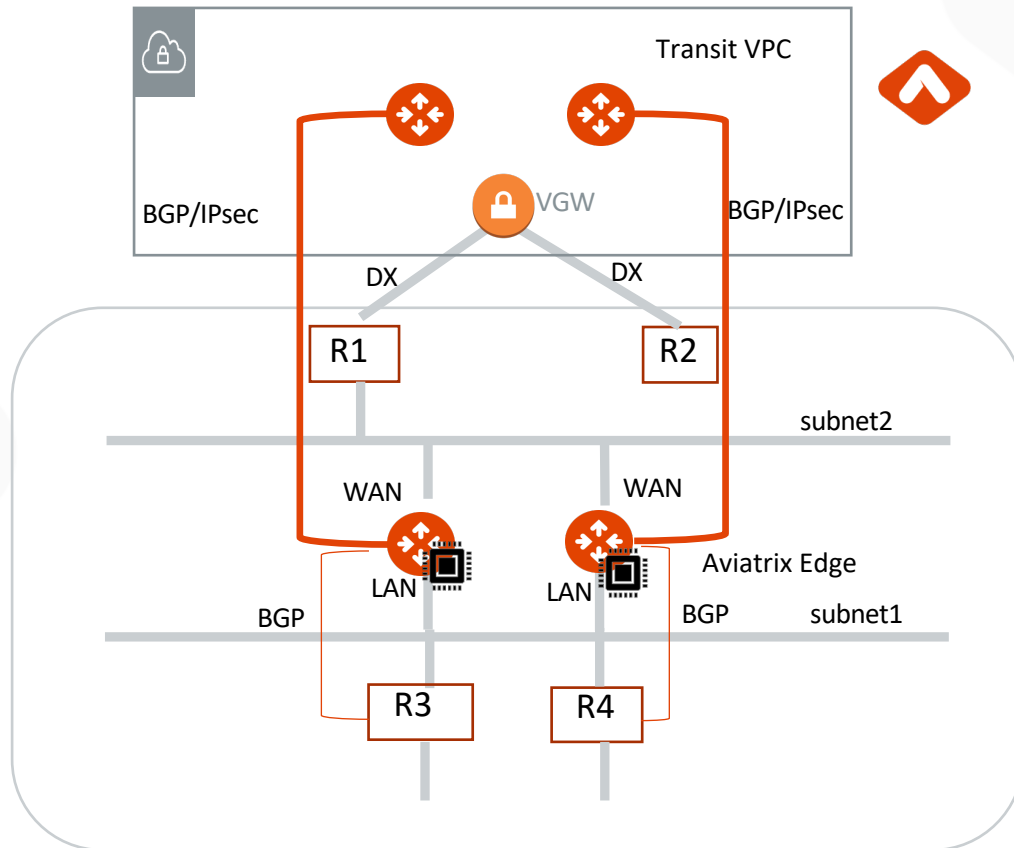 Transit VPC
VGW
BGP/IPsec
BGP/IPsec
DX
DX
R1
R2
subnet2
WAN
WAN
Aviatrix Edge
LAN
LAN
BGP
BGP
subnet1
R3
R4